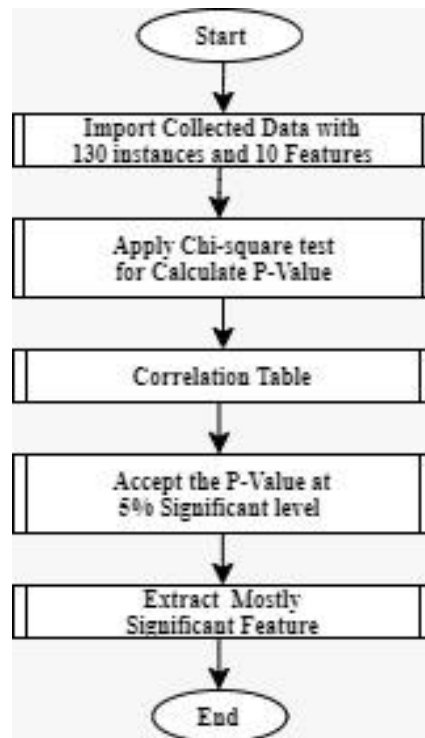 Start
Import Collected Data with
130 instances and 10 Features
Apply Chi-square test
for Calculate P-Value
Correlation Table
Accept the P-Value at
5% Significant level
Extract Mostly
Significant Feature
End